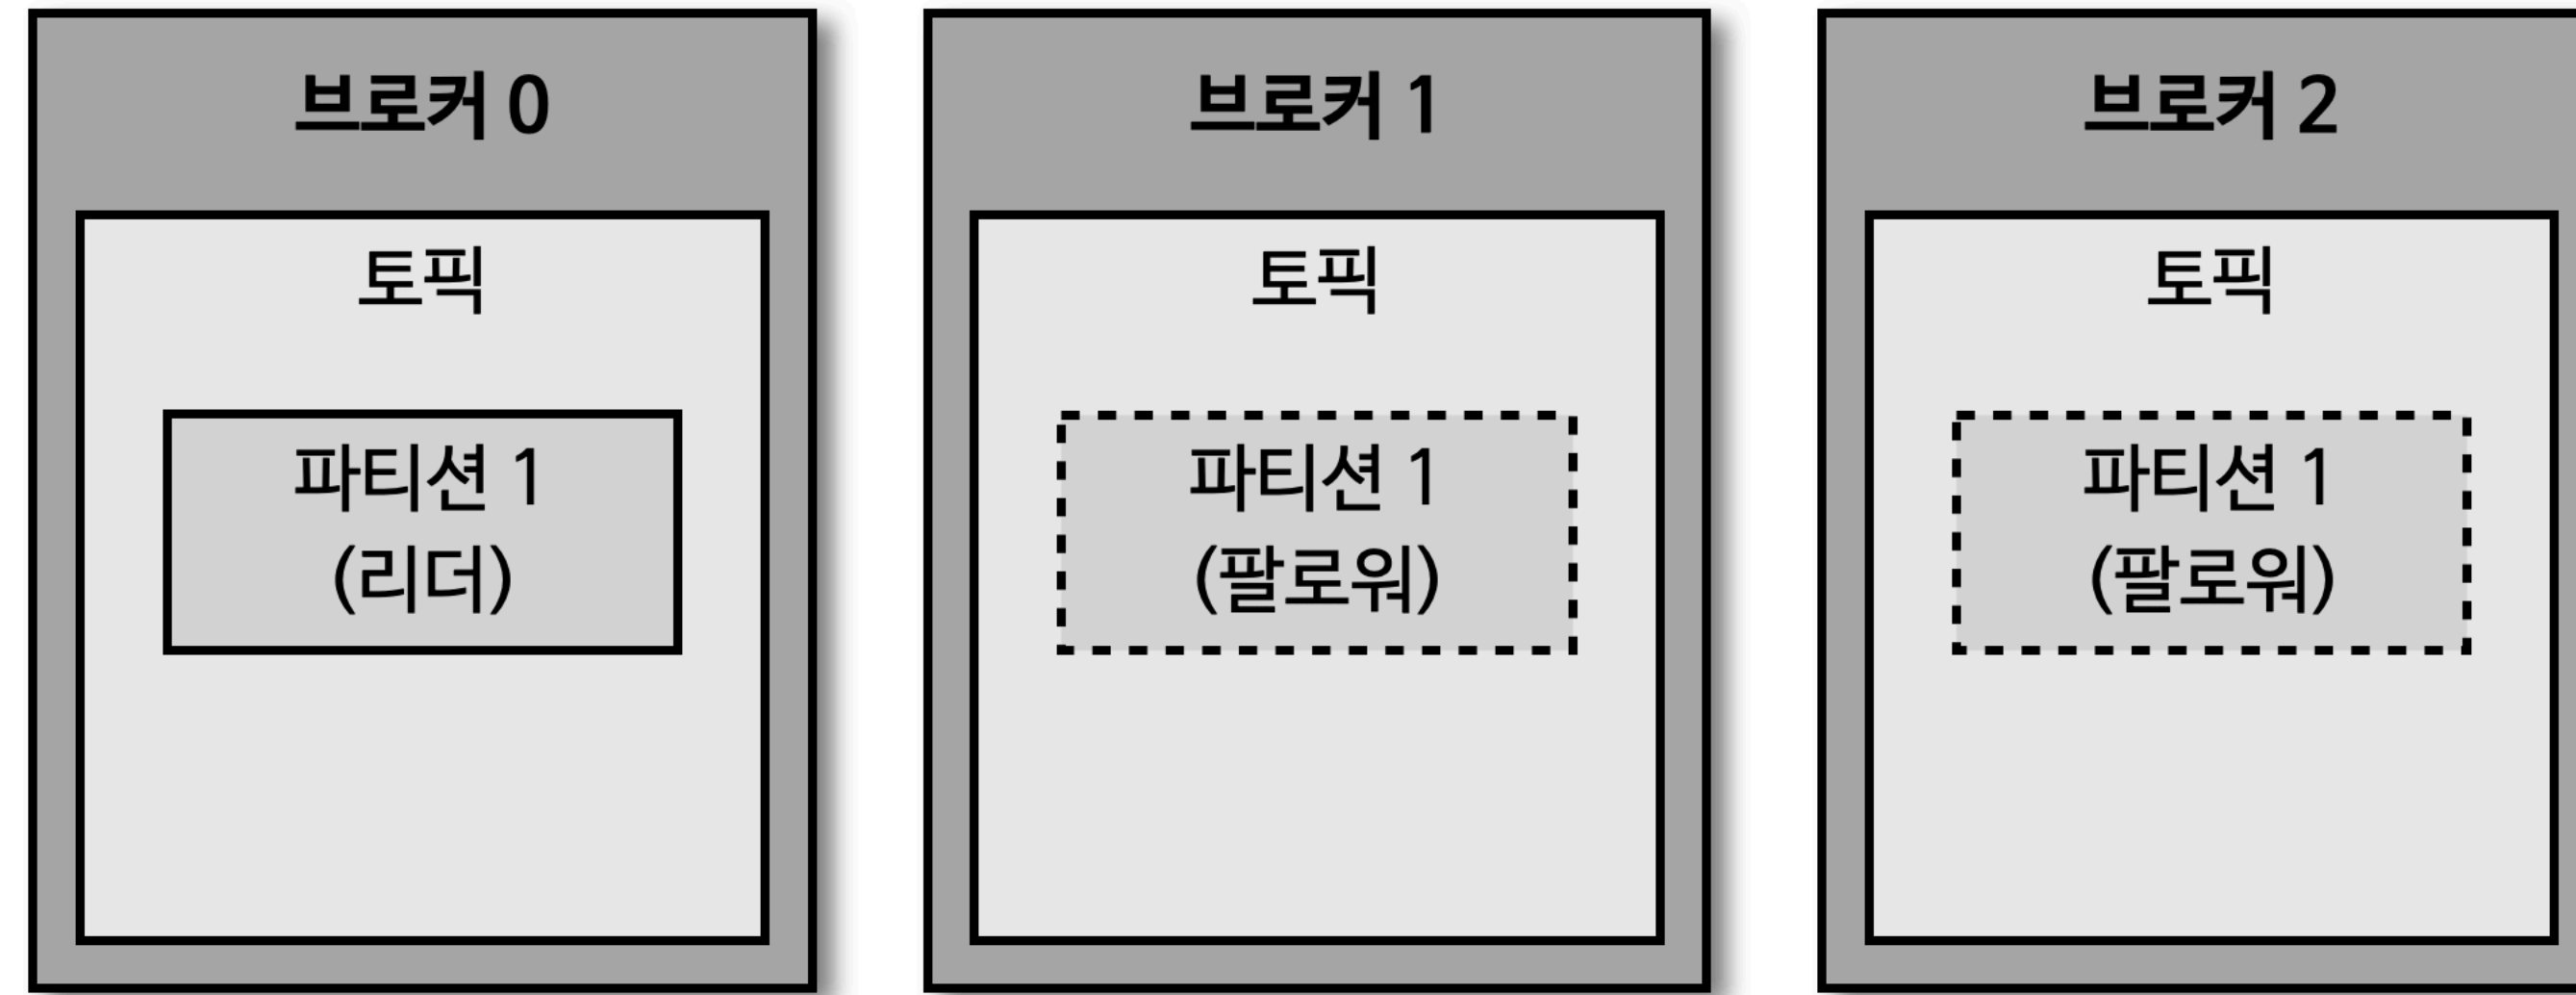 브로커 0
토픽
파티션 1
(리더)
브로커 1
토픽
파티션 1
(팔로워)
브로커 2
토픽
파티션 1
(팔로워)